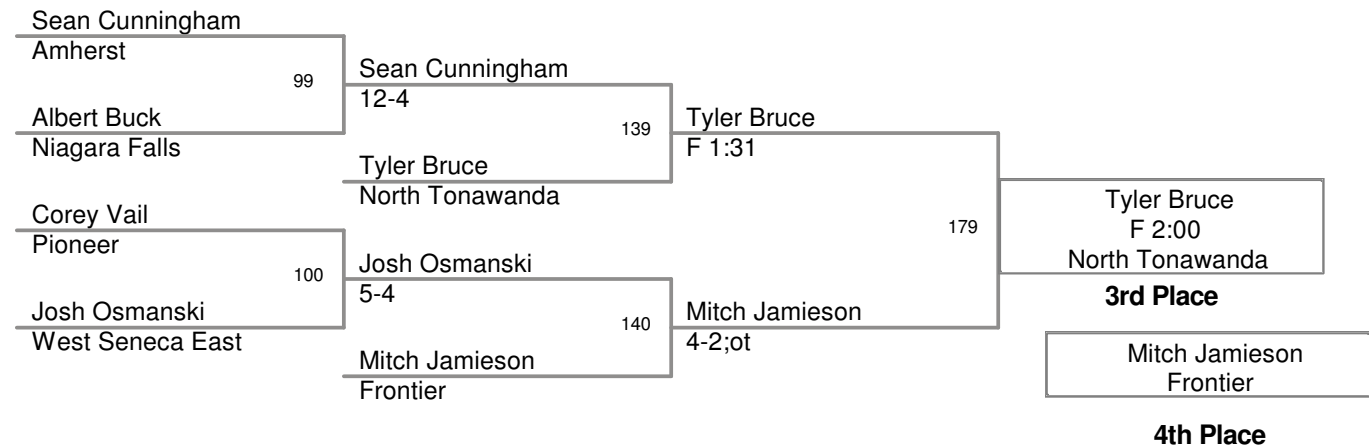 Sean Cunningham
Amherst
99
Sean Cunningham
12-4
Albert Buck
Niagara Falls
139
Tyler Bruce
F 1:31
Tyler Bruce
North Tonawanda
Corey Vail
Pioneer
100
Josh Osmanski
5-4
Josh Osmanski
West Seneca East
140
Mitch Jamieson
4-2;ot
Mitch Jamieson
Frontier
179
Tyler Bruce
F 2:00
North Tonawanda
3rd Place
Mitch Jamieson
Frontier
4th Place